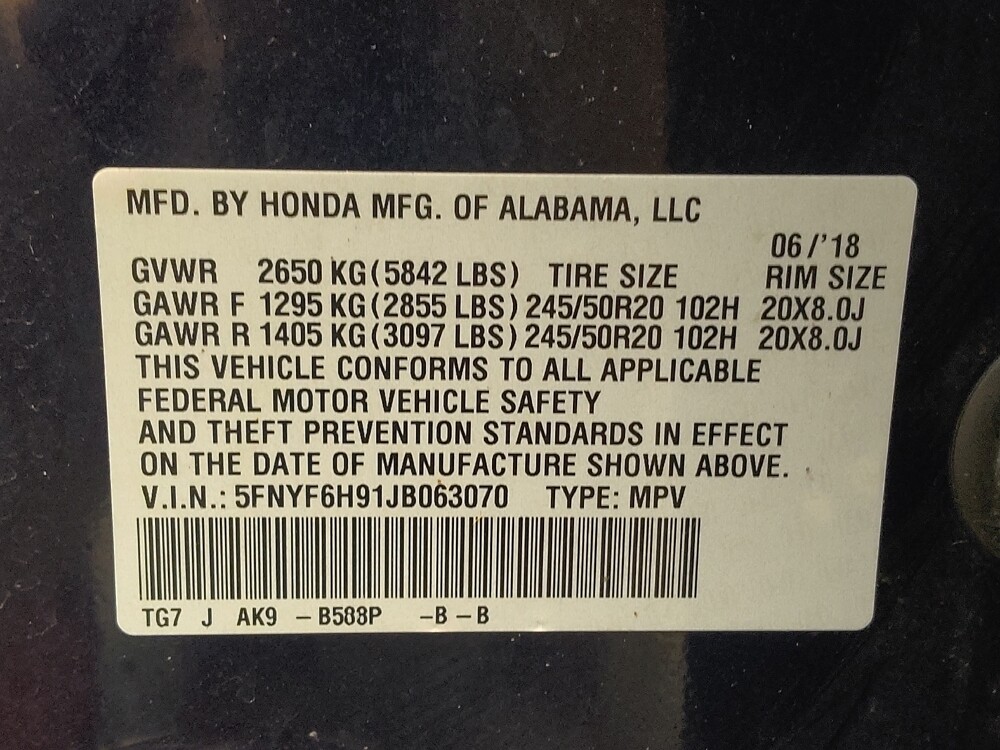 MFD. BY HONDA MFG. OF ALABAMA, LLC
06/'18
GVWR 2650 KG(5842 LBS) TIRE SIZE RIM SIZE
GAWR F 1295 KG(2855 LBS) 245/50R20 102H 20X8.0J
GAWR R 1405 KG(3097 LBS) 245/50R20 102H 20X8.0J
THIS VEHICLE CONFORMS TO ALL APPLICABLE
FEDERAL MOTOR VEHICLE SAFETY
AND THEFT PREVENTION STANDARDS IN EFFECT
ON THE DATE OF MANUFACTURE SHOWN ABOVE.
V.I.N.: 5FNYF6H91JB063070 TYPE: MPV
TG7 J AK9 – B588P –B – B